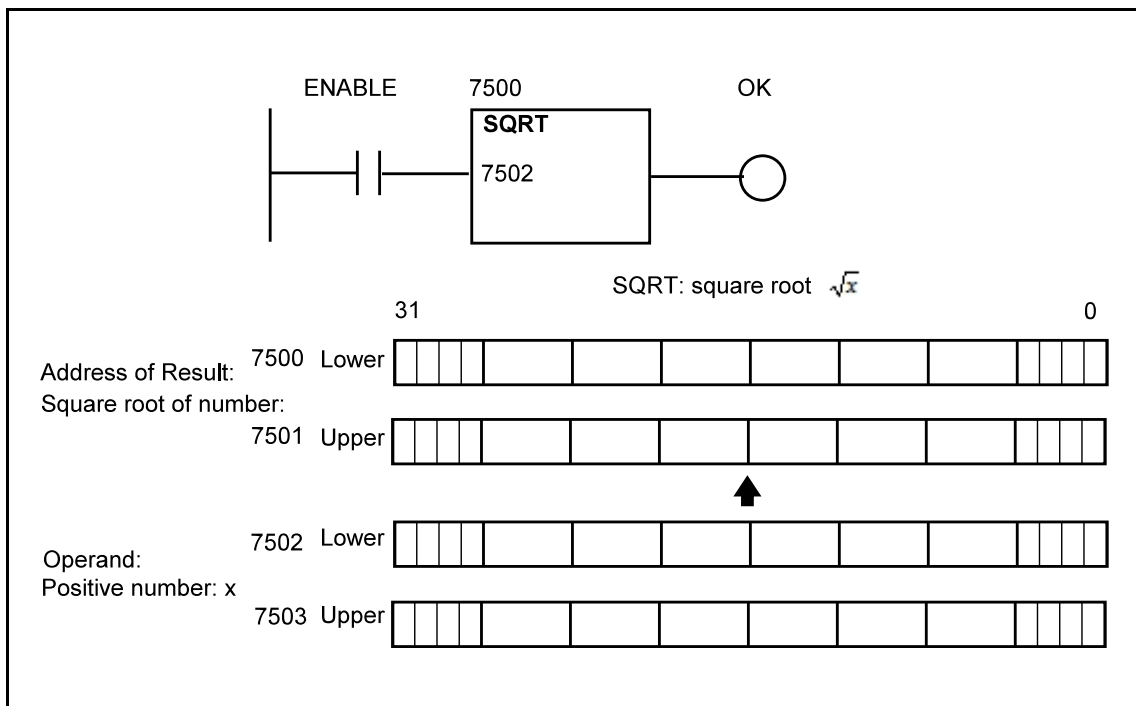 ENABLE 7500 OK
SQRT
7502
SQRT: square root √x
31 0
7500 Lower
Address of Result:
Square root of number:
7501 Upper
7502 Lower
Operand:
Positive number: x
7503 Upper